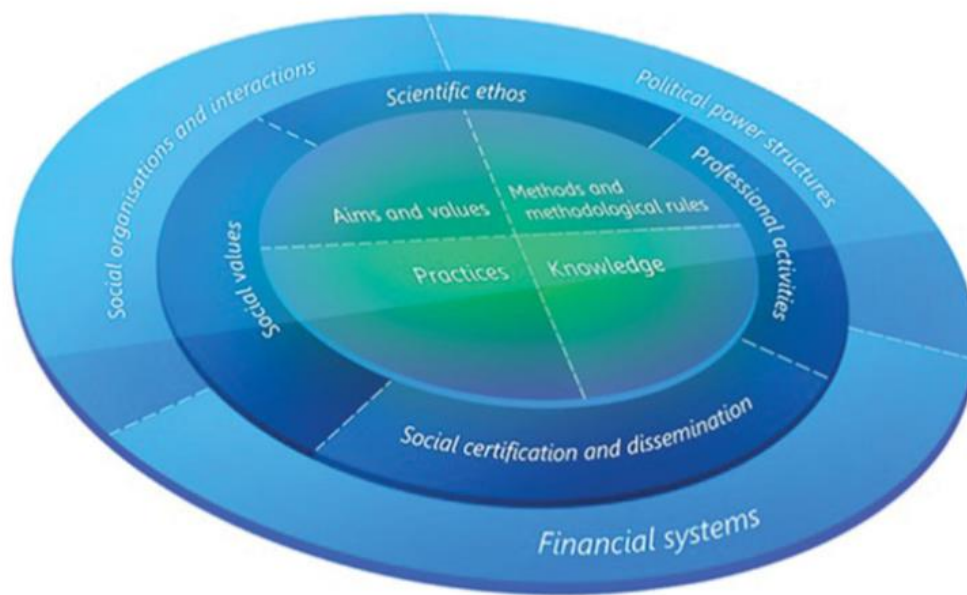 Social organisations and interactions
Political power structures
Scientific ethos
Professional activities
Social values
Aims and values
Methods and
methodological rules
Practices
Knowledge
Social certification and dissemination
Financial systems